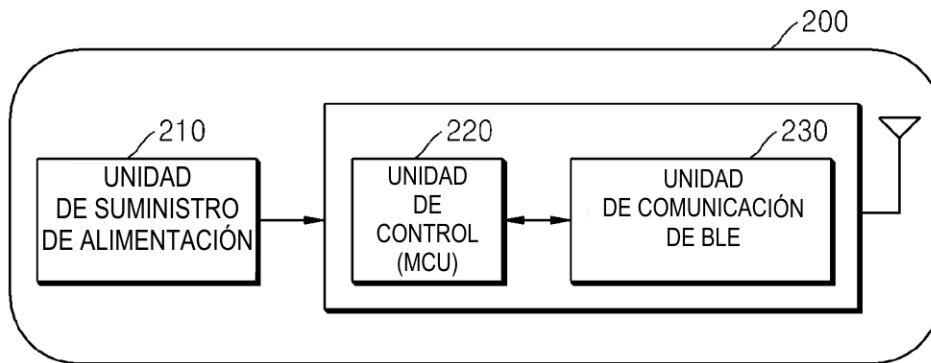 200
210
220
230
UNIDAD
DE SUMINISTRO
DE ALIMENTACIÓN
UNIDAD
DE
CONTROL
(MCU)
UNIDAD
DE COMUNICACIÓN
DE BLE